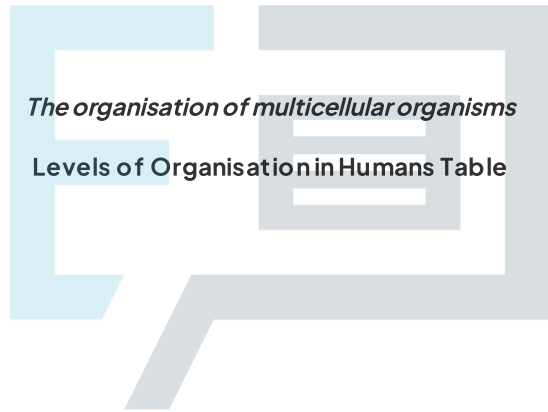 The organisation of multicellular organisms
Levels of Organisation in Humans Table